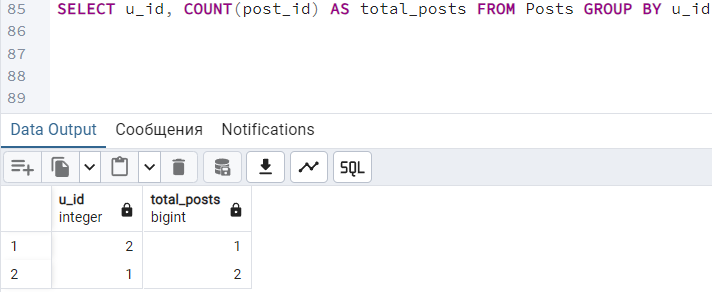 85 SELECT u_id, COUNT(post_id) AS total_posts FROM Posts GROUP BY u_id
86
87
88
89
Data Output Сообщения Notifications
SQL
u_id total_posts
integer bigint
1 2 1
2 1 2